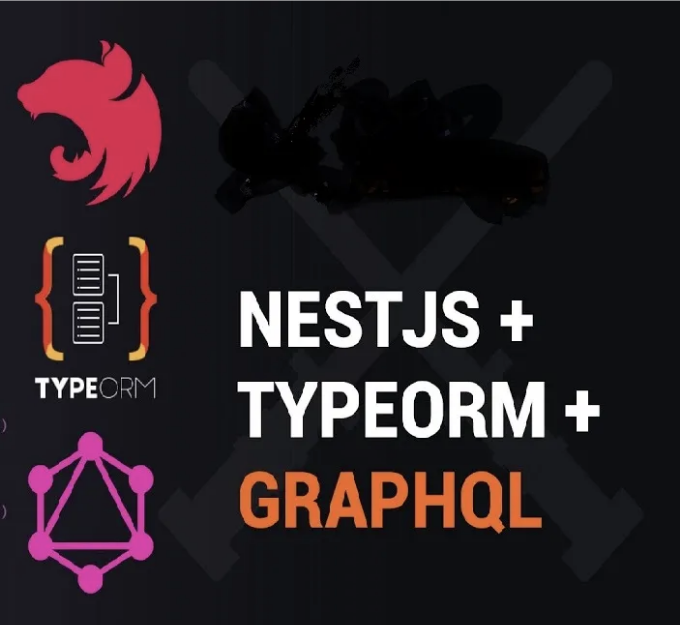 TYPEORM
NESTJS +
TYPEORM +
GRAPHQL
)
)